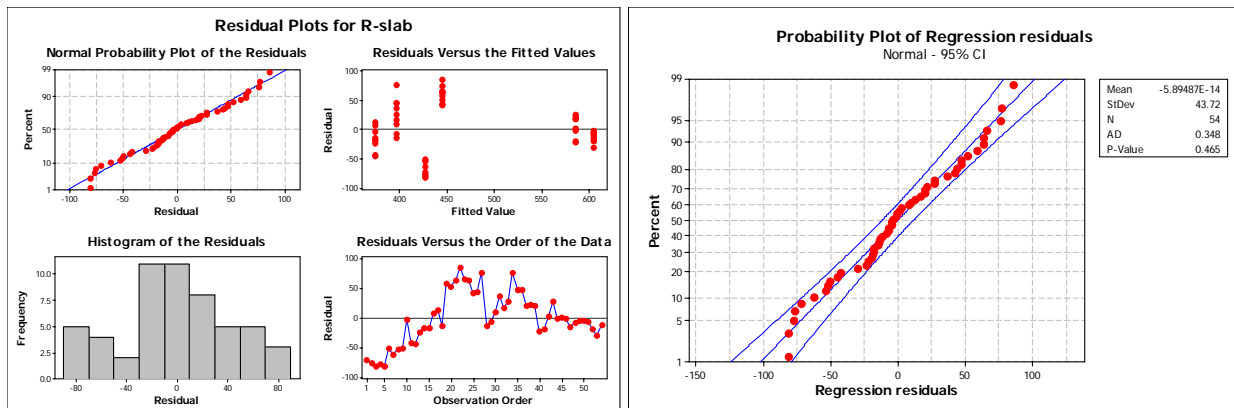 Residual Plots for R-slab
Normal Probability Plot of the Residuals
99
90
50
10
1
Percent
-100 -50 0 50 100
Residual
Residuals Versus the Fitted Values
100
50
0
-50
-100
Residual
400 450 500 550 600
Fitted Value
Histogram of the Residuals
10.0
7.5
5.0
2.5
0.0
Frequency
-80 -40 0 40 80
Residual
Residuals Versus the Order of the Data
100
50
0
-50
-100
Residual
1 5 10 15 20 25 30 35 40 45 50
Observation Order
Probability Plot of Regression residuals
Normal - 95% CI
99
95
90
80
70
60
50
40
30
20
10
5
1
Percent
-150 -100 -50 0 50 100
Regression residuals
Mean -5.89487E-14
StDev 43.72
N 54
AD 0.348
P-Value 0.465